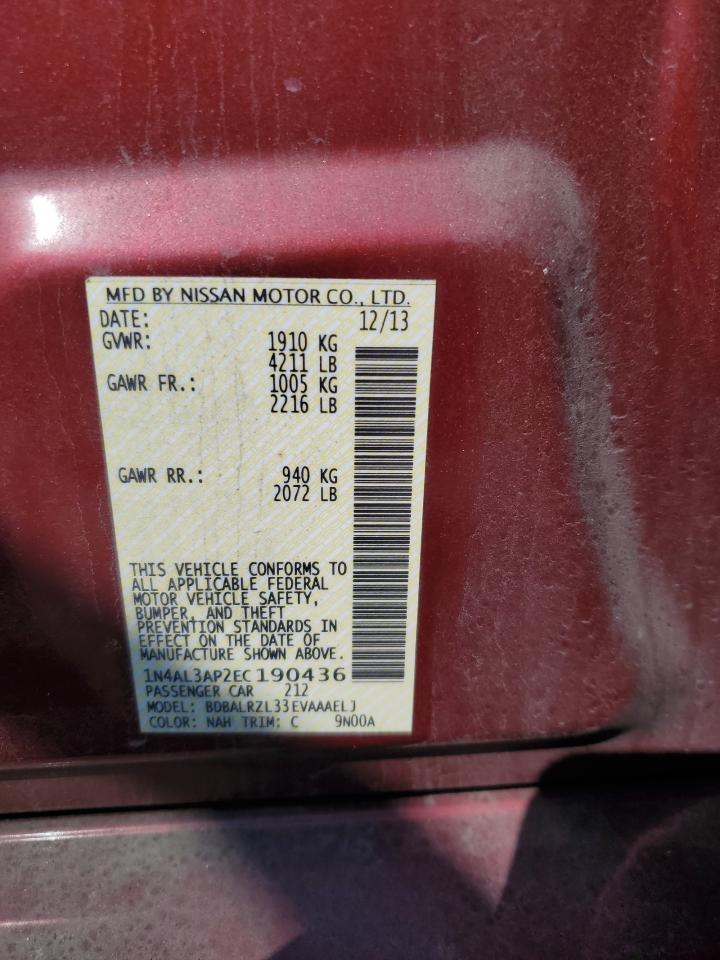 MFD BY NISSAN MOTOR CO., LTD.
DATE: 12/13
GVWR: 1910 KG
4211 LB
GAWR FR.: 1005 KG
2216 LB
GAWR RR.: 940 KG
2072 LB
THIS VEHICLE CONFORMS TO
ALL APPLICABLE FEDERAL
MOTOR VEHICLE SAFETY,
BUMPER, AND THEFT
PREVENTION STANDARDS IN
EFFECT ON THE DATE OF
MANUFACTURE SHOWN ABOVE.
1N4AL3AP2EC190436
PASSENGER CAR 212
MODEL: BDBALRZL33EVAAAELJ
COLOR: NAH TRIM: C 9N00A